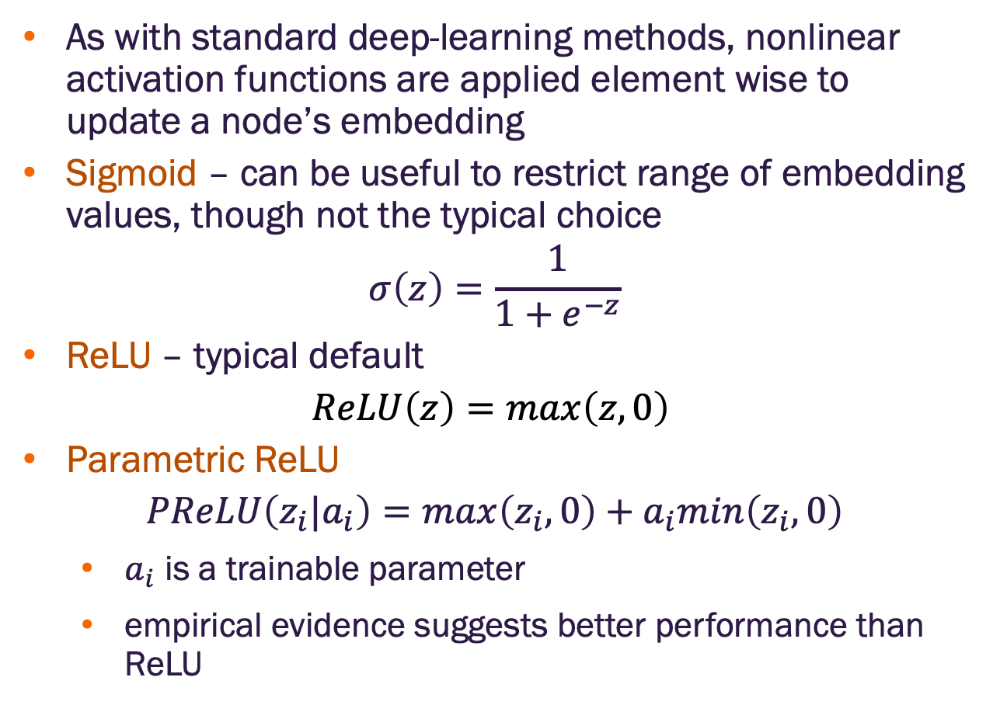 • As with standard deep-learning methods, nonlinear
activation functions are applied element wise to
update a node’s embedding
• Sigmoid – can be useful to restrict range of embedding
values, though not the typical choice
σ(z) = 1 / (1 + e^{−z})
• ReLU – typical default
ReLU(z) = max(z, 0)
• Parametric ReLU
PReLU(z_i|a_i) = max(z_i, 0) + a_i min(z_i, 0)
• a_i is a trainable parameter
• empirical evidence suggests better performance than
ReLU